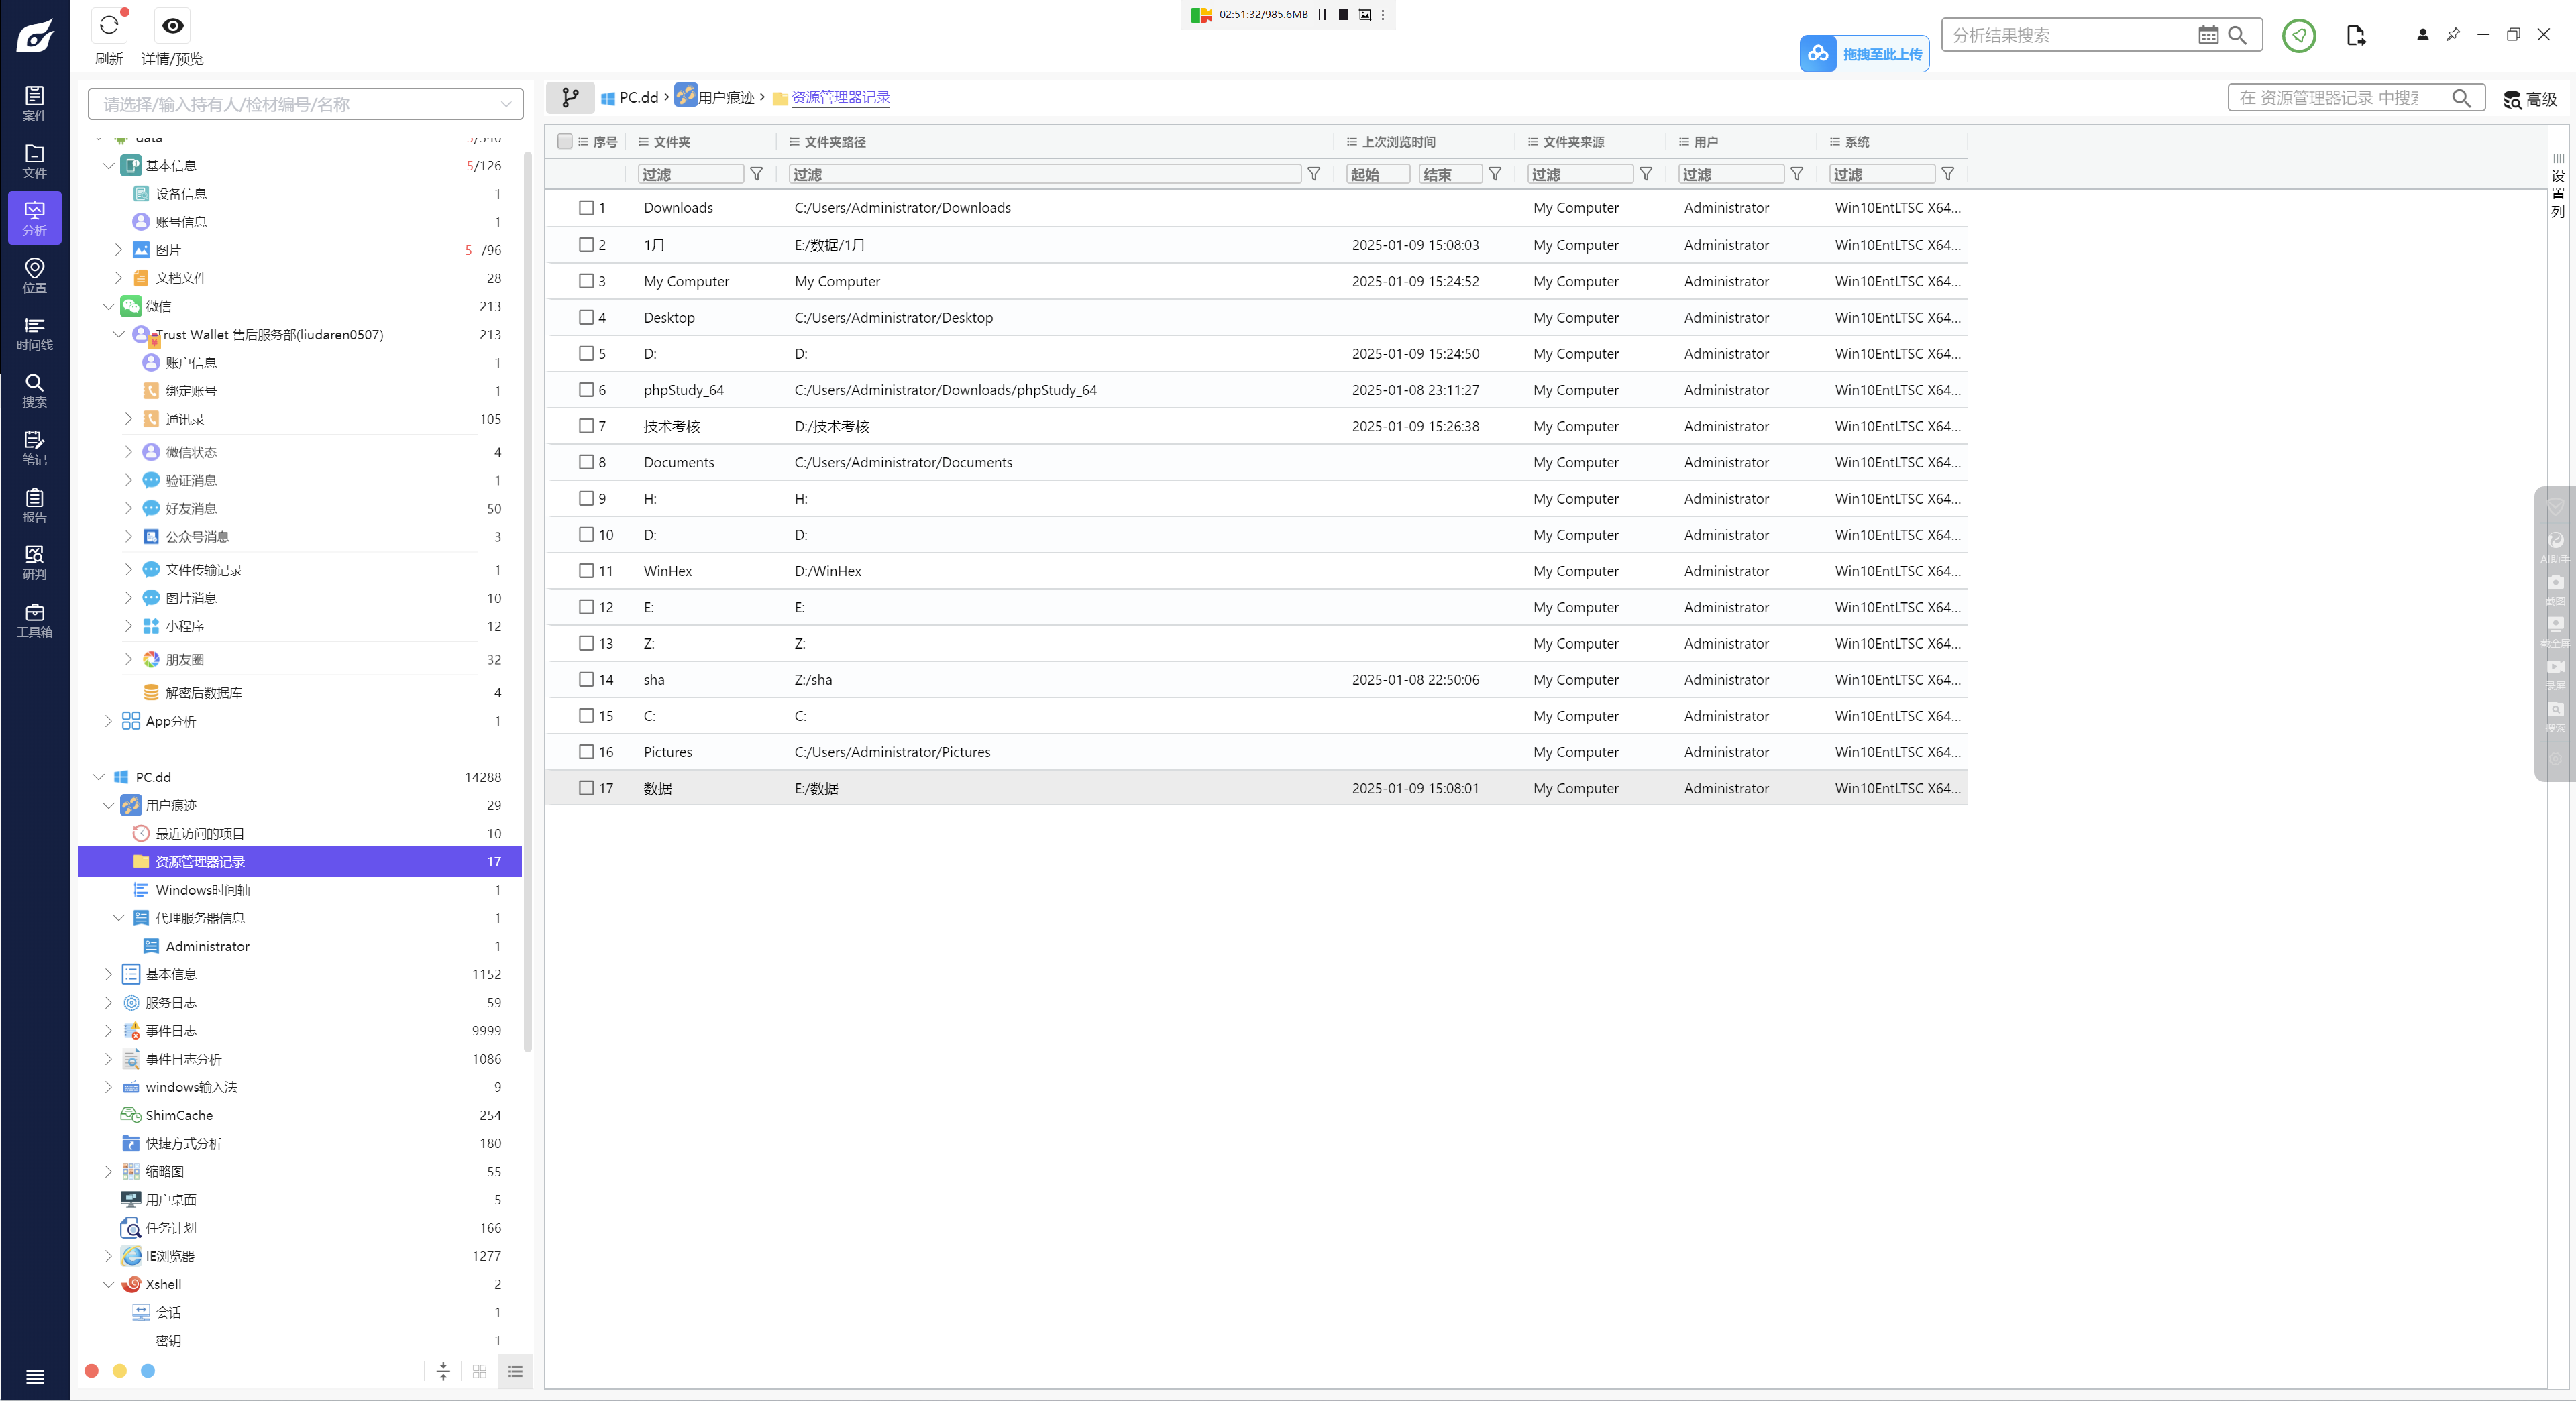 刷新
详情/预览
02:51:32/985.6MB
拖拽至此上传
分析结果搜索
案件
文件
分析
位置
时间线
搜索
笔记
报告
研判
工具箱
请选择/输入持有人/检材编号/名称
data 5/540
基本信息 5/126
设备信息 1
账号信息 1
图片 5 /96
文档文件 28
微信 213
Trust Wallet 售后服务部(liudaren0507) 213
账户信息 1
绑定账号 1
通讯录 105
微信状态 4
验证消息 1
好友消息 50
公众号消息 3
文件传输记录 1
图片消息 10
小程序 12
朋友圈 32
解密后数据库 4
App分析 1
PC.dd 14288
用户痕迹 29
最近访问的项目 10
资源管理器记录 17
Windows时间轴 1
代理服务器信息 1
Administrator 1
基本信息 1152
服务日志 59
事件日志 9999
事件日志分析 1086
windows输入法 9
ShimCache 254
快捷方式分析 180
缩略图 55
用户桌面 5
任务计划 166
IE浏览器 1277
Xshell 2
会话 1
密钥 1
PC.dd > 用户痕迹 > 资源管理器记录
在 资源管理器记录 中搜索
高级
序号 文件夹 文件夹路径 上次浏览时间 文件夹来源 用户 系统
过滤 过滤 起始 结束 过滤 过滤 过滤
1 Downloads C:/Users/Administrator/Downloads My Computer Administrator Win10EntLTSC X64...
2 1月 E:/数据/1月 2025-01-09 15:08:03 My Computer Administrator Win10EntLTSC X64...
3 My Computer My Computer 2025-01-09 15:24:52 My Computer Administrator Win10EntLTSC X64...
4 Desktop C:/Users/Administrator/Desktop My Computer Administrator Win10EntLTSC X64...
5 D: D: 2025-01-09 15:24:50 My Computer Administrator Win10EntLTSC X64...
6 phpStudy_64 C:/Users/Administrator/Downloads/phpStudy_64 2025-01-08 23:11:27 My Computer Administrator Win10EntLTSC X64...
7 技术考核 D:/技术考核 2025-01-09 15:26:38 My Computer Administrator Win10EntLTSC X64...
8 Documents C:/Users/Administrator/Documents My Computer Administrator Win10EntLTSC X64...
9 H: H: My Computer Administrator Win10EntLTSC X64...
10 D: D: My Computer Administrator Win10EntLTSC X64...
11 WinHex D:/WinHex My Computer Administrator Win10EntLTSC X64...
12 E: E: My Computer Administrator Win10EntLTSC X64...
13 Z: Z: My Computer Administrator Win10EntLTSC X64...
14 sha Z:/sha 2025-01-08 22:50:06 My Computer Administrator Win10EntLTSC X64...
15 C: C: My Computer Administrator Win10EntLTSC X64...
16 Pictures C:/Users/Administrator/Pictures My Computer Administrator Win10EntLTSC X64...
17 数据 E:/数据 2025-01-09 15:08:01 My Computer Administrator Win10EntLTSC X64...
设置列
AI助手
截图
截全屏
录屏
搜索